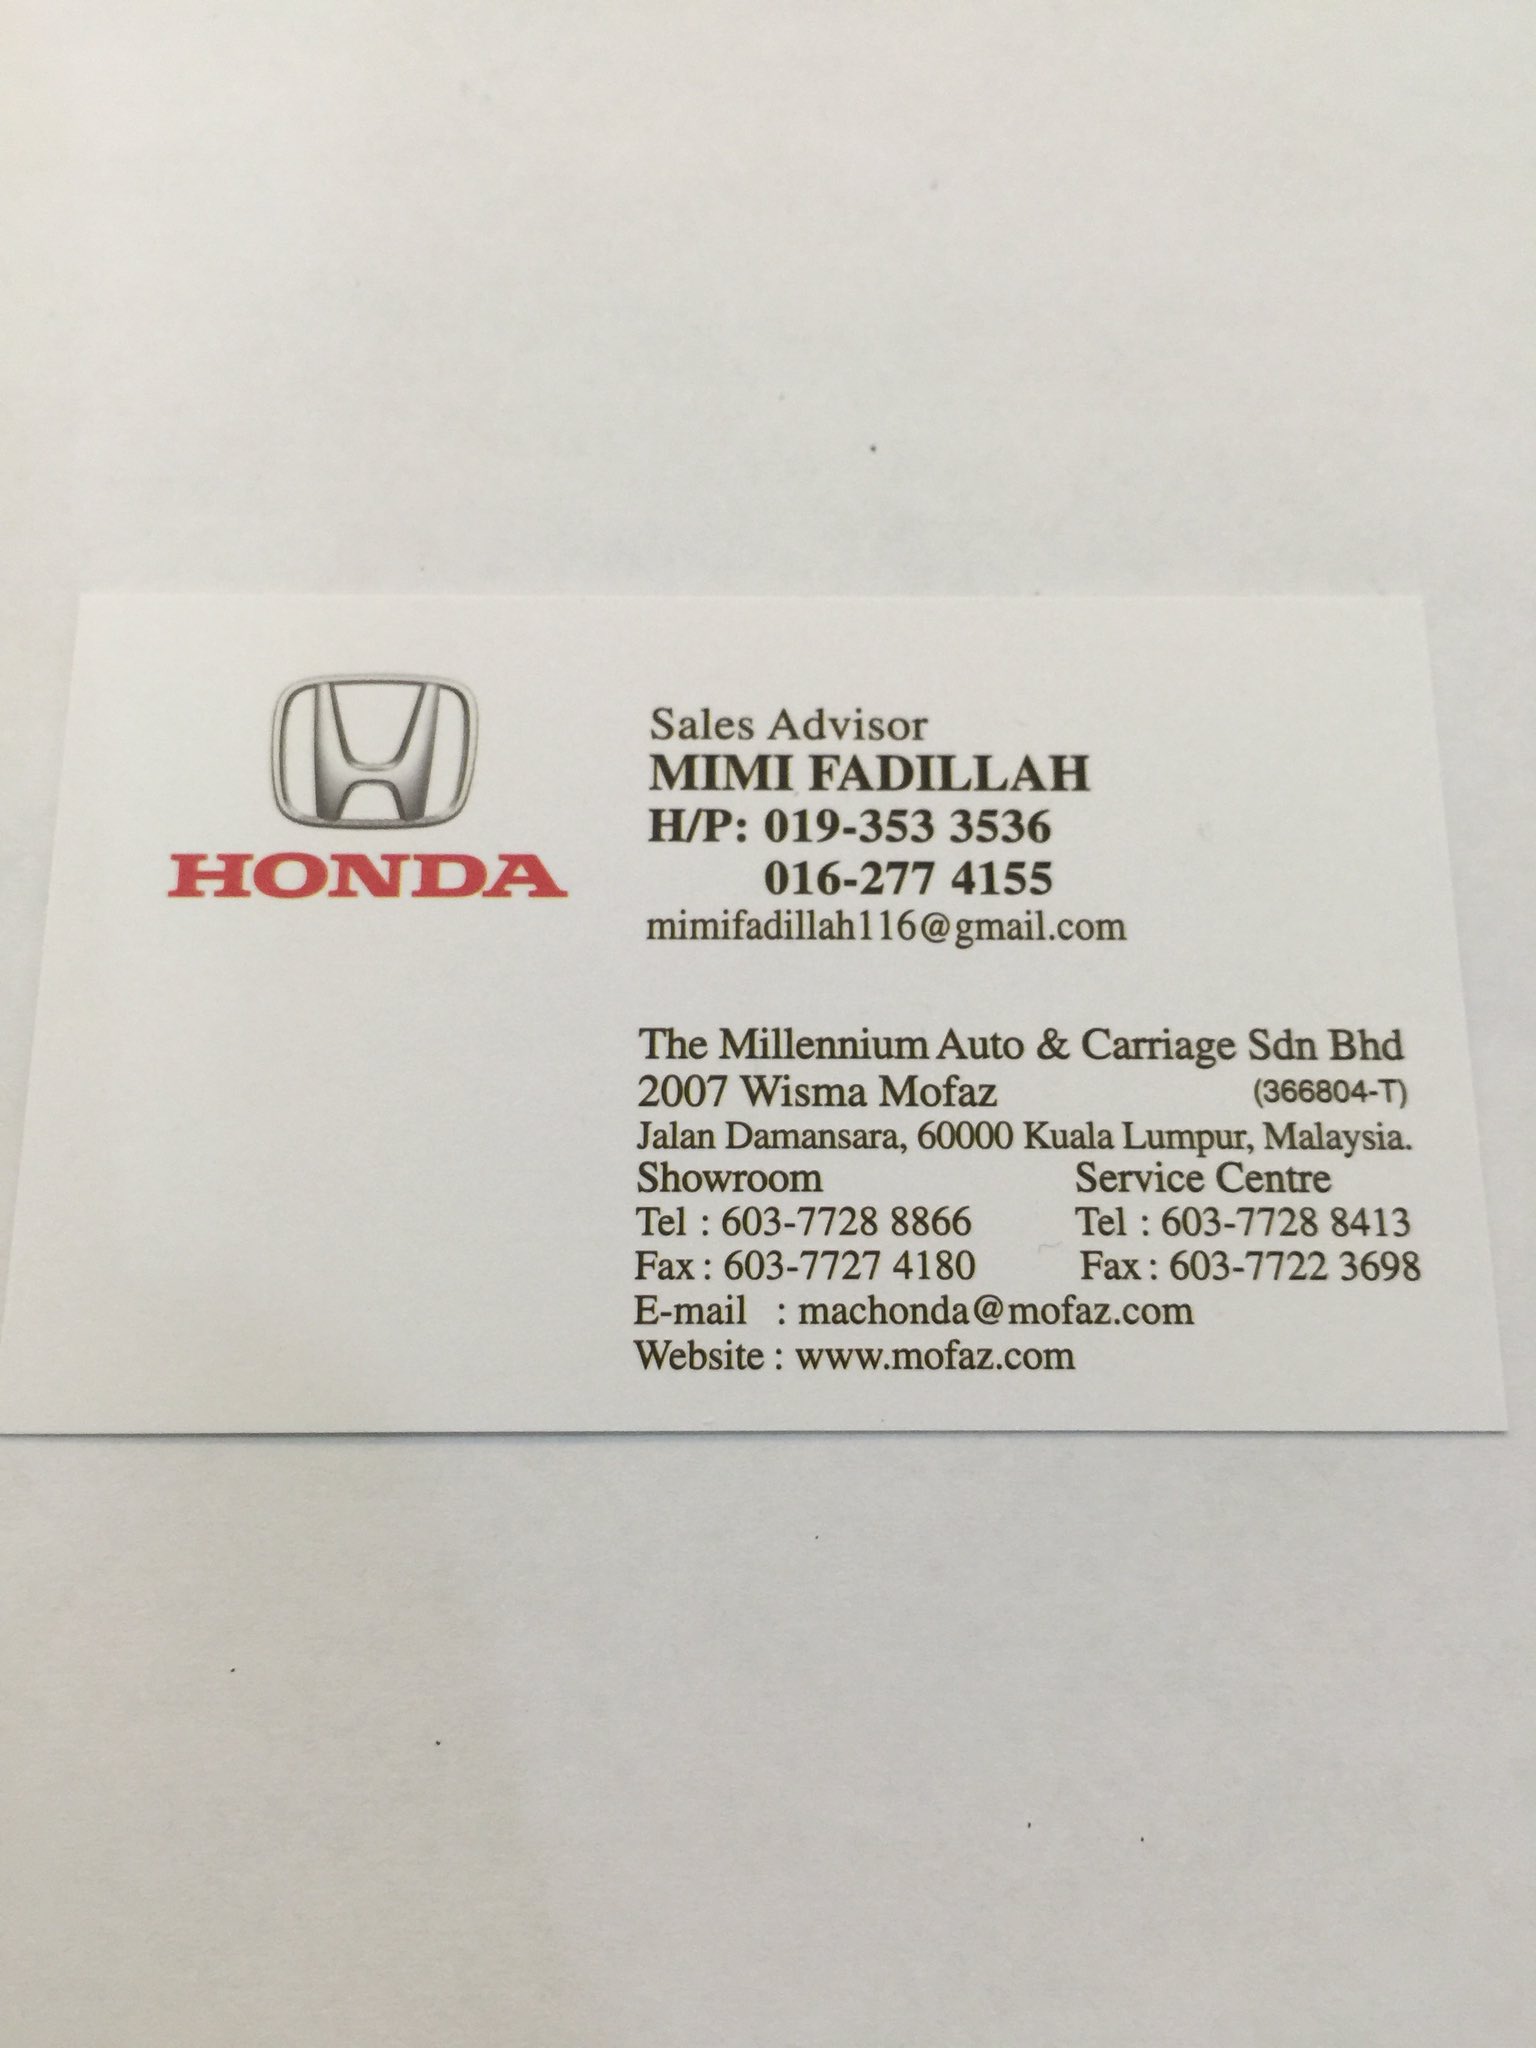 HONDA
Sales Advisor
MIMI FADILLAH
H/P: 019-353 3536
016-277 4155
mimifadillah116@gmail.com
The Millennium Auto & Carriage Sdn Bhd
2007 Wisma Mofaz (366804-T)
Jalan Damansara, 60000 Kuala Lumpur, Malaysia.
Showroom Service Centre
Tel : 603-7728 8866 Tel : 603-7728 8413
Fax : 603-7727 4180 Fax : 603-7722 3698
E-mail : machonda@mofaz.com
Website : www.mofaz.com